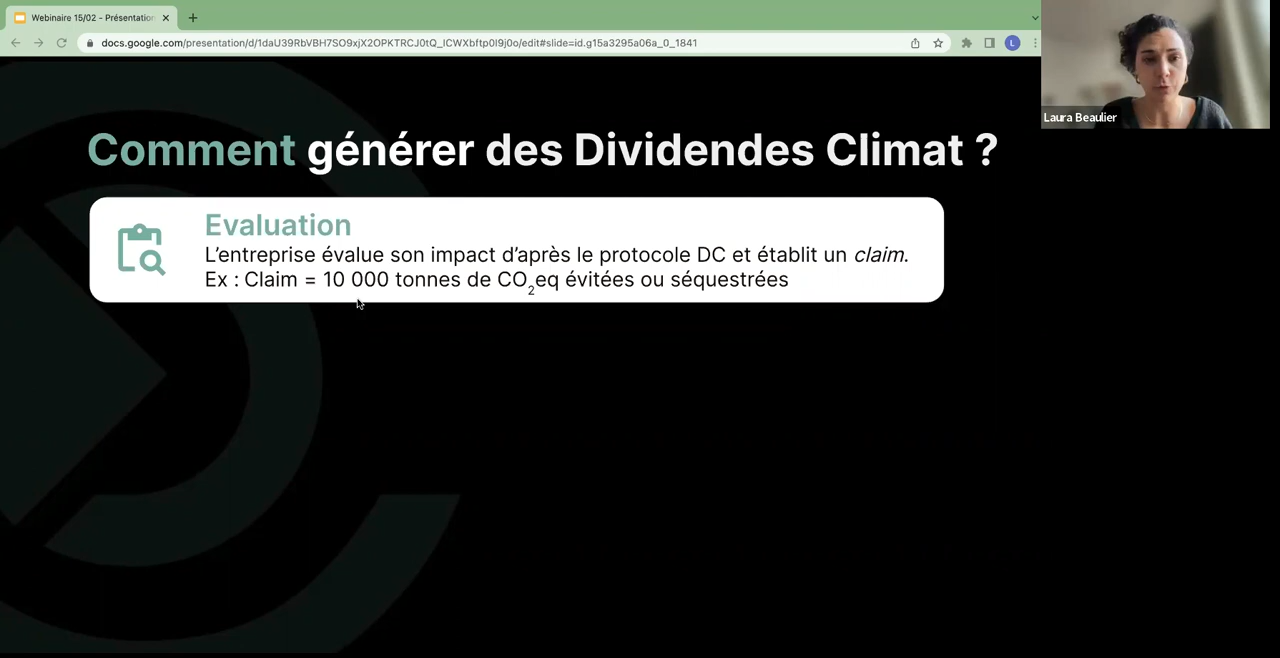 Webinaire 15/02 - Présentation
docs.google.com/presentation/d/1daU39RbVBH7SO9xjX2OPKTRCJ0tQ_ICWXbftp0I9j0o/edit#slide=id.g15a3295a06a_0_1841
L
Laura Beaulier
Comment générer des Dividendes Climat ?
Evaluation
L’entreprise évalue son impact d’après le protocole DC et établit un claim.
Ex : Claim = 10 000 tonnes de CO2eq évitées ou séquestrées